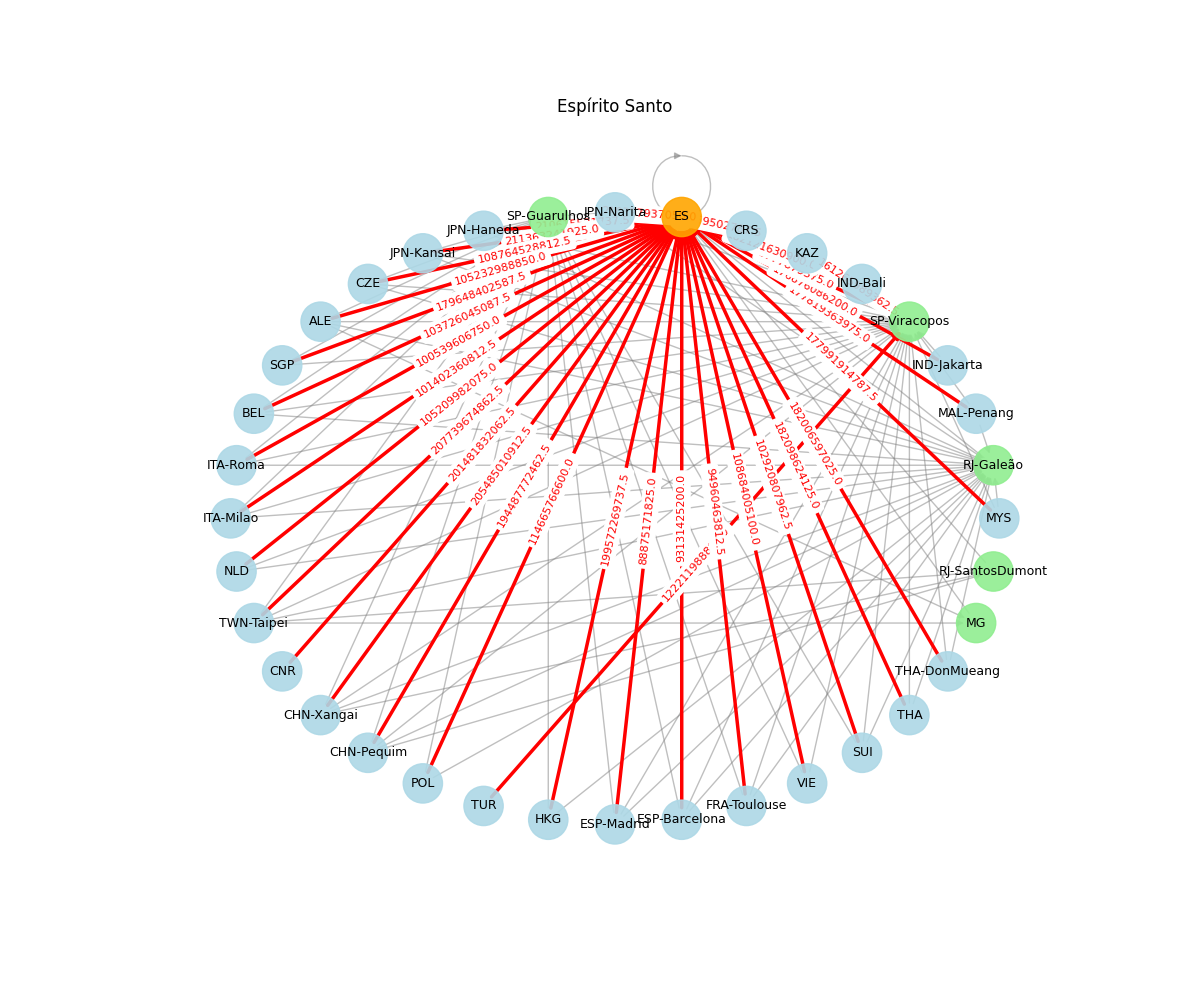 Espírito Santo
SP-Guarulhos
JPN-Narita
ES
CRS
JPN-Haneda
KAZ
JPN-Kansai
CZE
IND-Bali
ALE
SP-Viracopos
SGP
IND-Jakarta
BEL
MAL-Penang
ITA-Roma
RJ-Galeão
ITA-Milao
MYS
NLD
RJ-SantosDumont
TWN-Taipei
MG
CNR
THA-DonMueang
CHN-Xangai
THA
CHN-Pequim
SUI
POL
VIE
TUR
FRA-Toulouse
HKG
ESP-Madrid
ESP-Barcelona
108764528812.5
105232988850.0
179648402587.5
103726045087.5
100539606750.0
101402360812.5
105209982075.0
207739674862.5
201481832062.5
205485010912.5
194487772462.5
114665766600.0
199572269737.5
88875171825.0
93131425200.0
94960463812.5
108684005100.0
102920807962.5
182098624125.0
182006597025.0
177991914787.5
177819363975.0